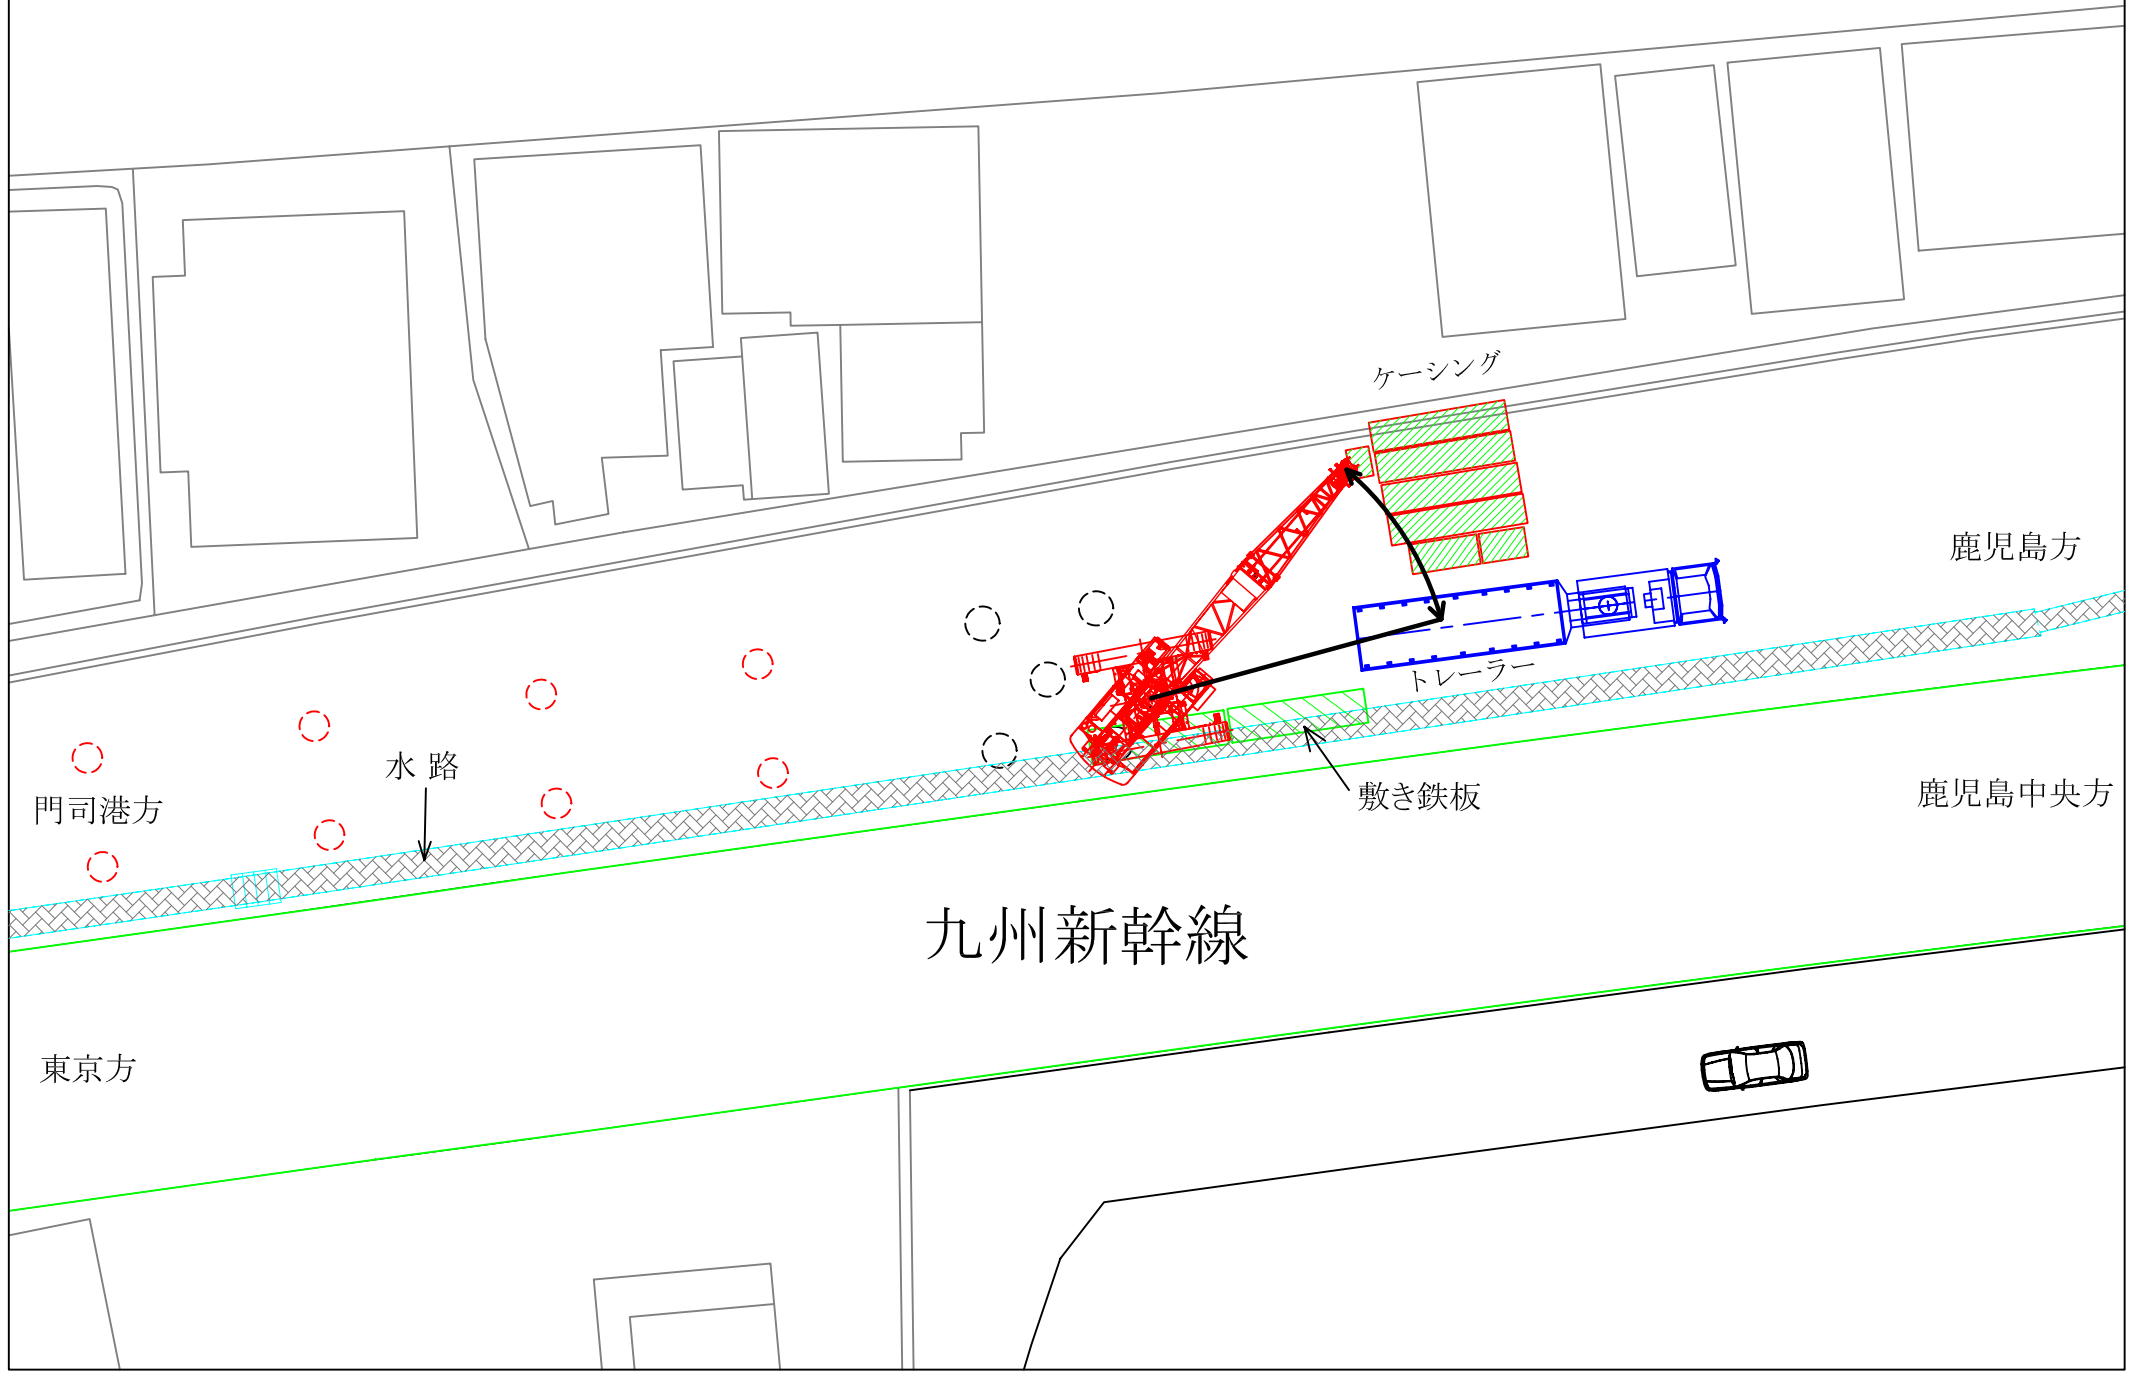 ケーシング
鹿児島方
トレーラー
水 路
門司港方
敷き鉄板
鹿児島中央方
九州新幹線
東京方